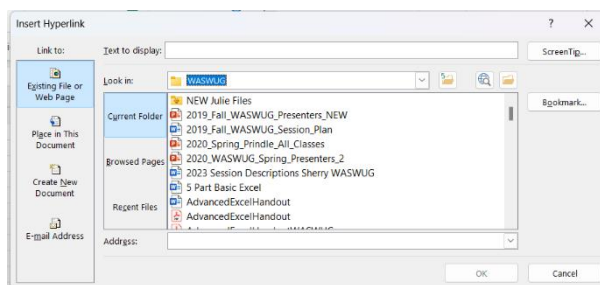 Insert Hyperlink ? ✕
Link to:
Text to display:
ScreenTip...
Existing File or
Web Page
Place in This
Document
Create New
Document
E-mail Address
Look in: WASWUG
Bookmark...
Current Folder
Browsed Pages
Recent Files
NEW Julie Files
2019_Fall_WASWUG_Presenters_NEW
2019_Fall_WASWUG_Session_Plan
2020_Spring_Prindle_All_Classes
2020_WASWUG_Spring_Presenters_2
2023 Session Descriptions Sherry WASWUG
5 Part Basic Excel
AdvancedExcelHandout
AdvancedExcelHandout
AdvancedExcelHandoutWASWUG
Address:
OK
Cancel